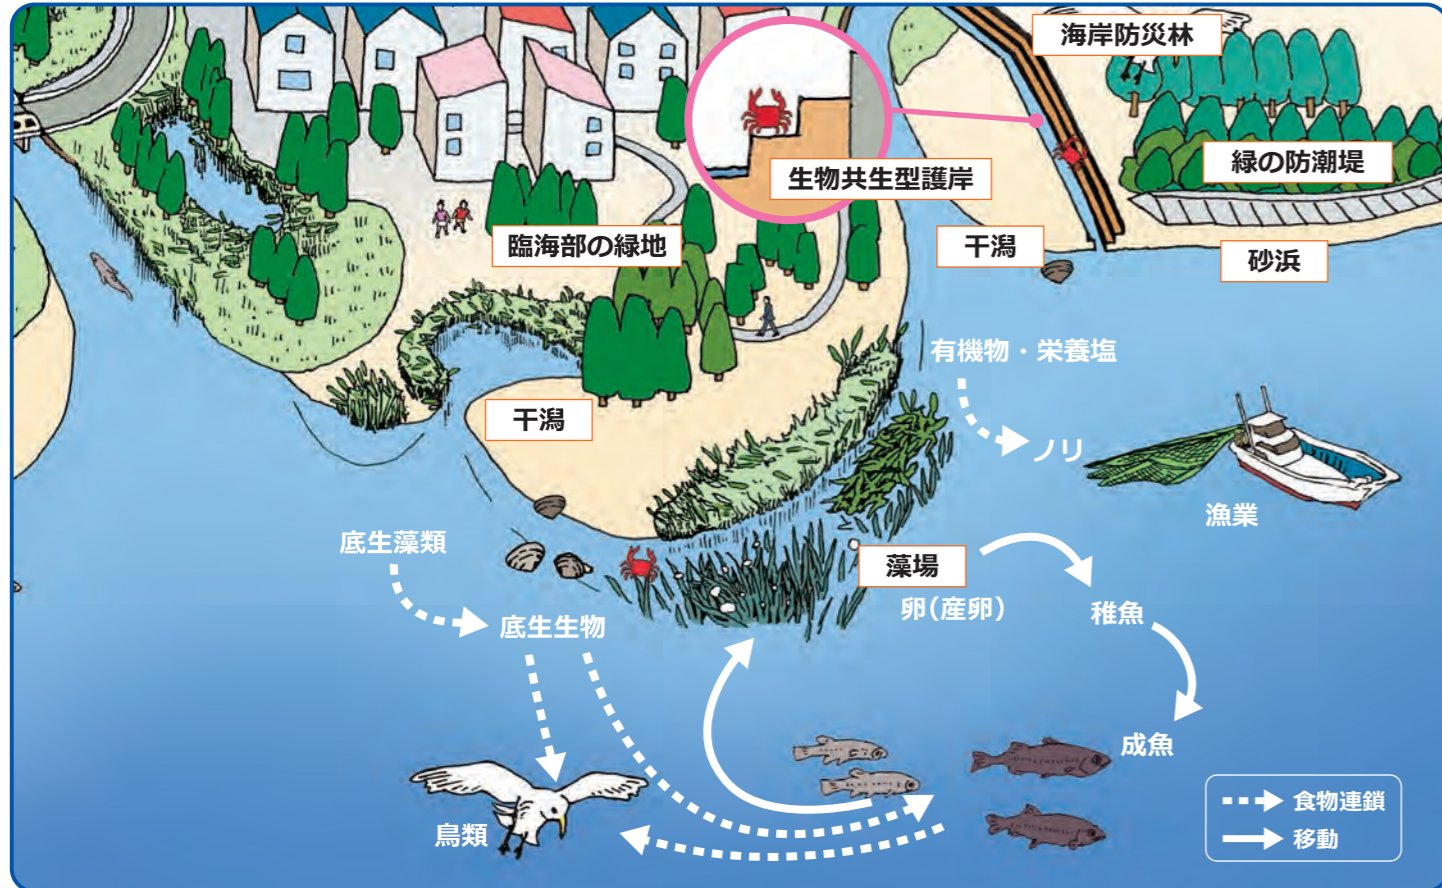 海岸防災林
緑の防潮堤
生物共生型護岸
臨海部の緑地
干潟
砂浜
有機物・栄養塩
干潟
ノリ
漁業
底生藻類
藻場
卵(産卵)
稚魚
底生生物
成魚
鳥類
食物連鎖
移動